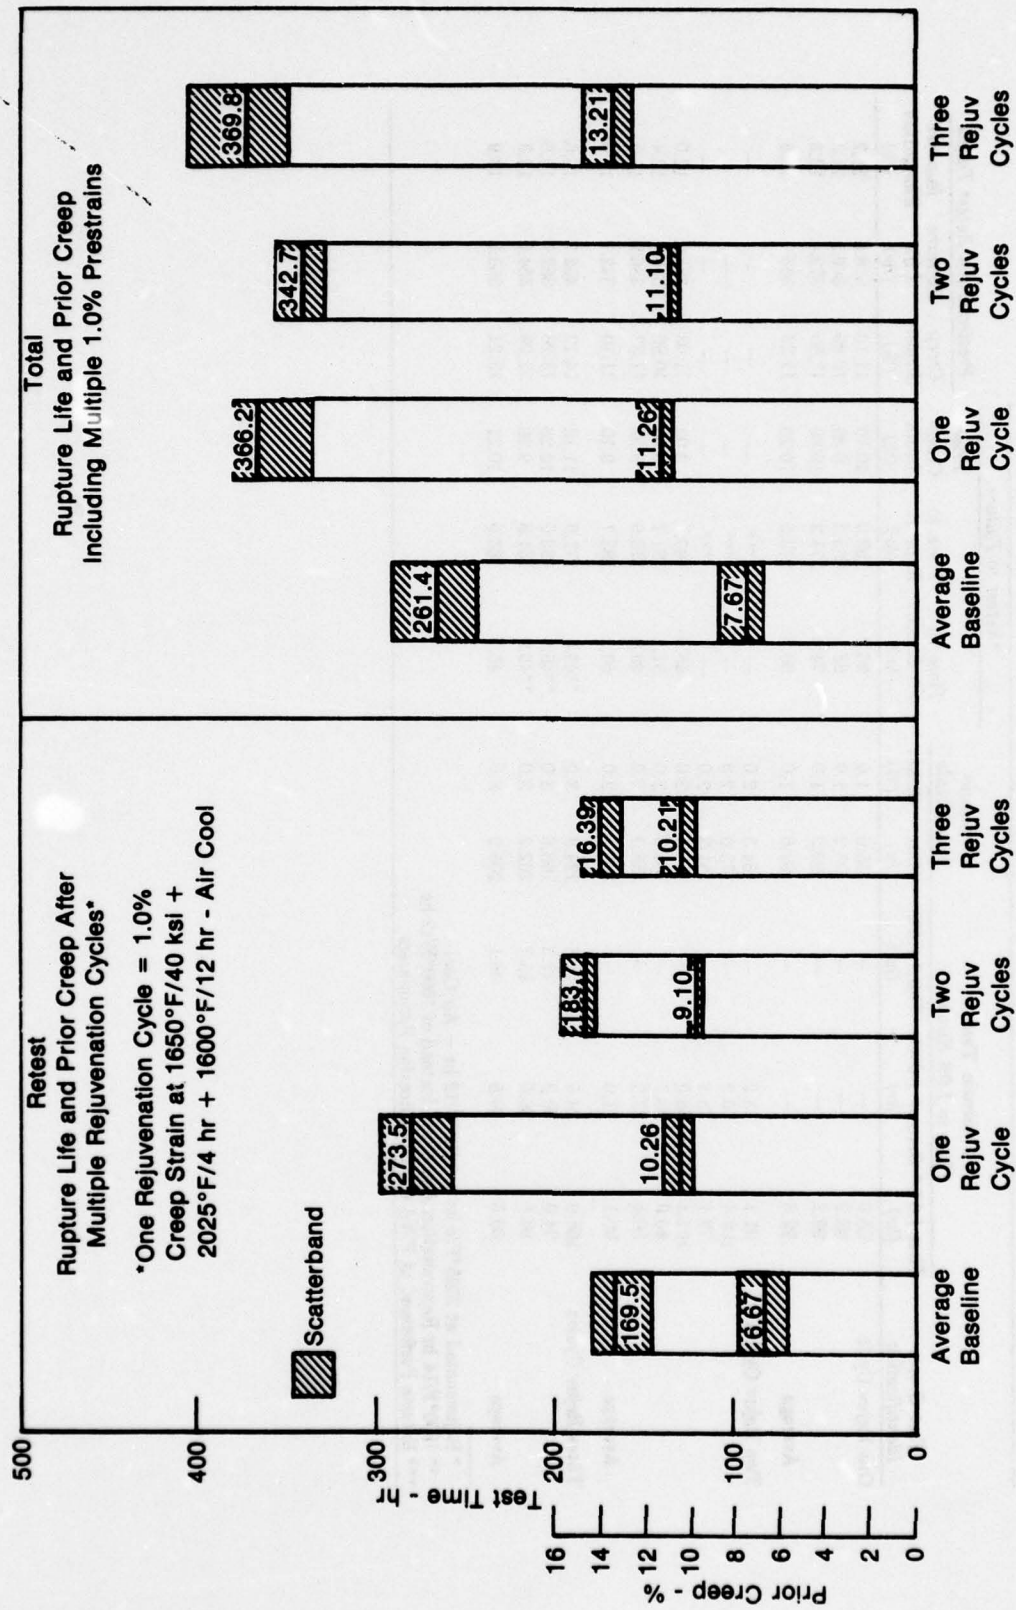 Retest
Rupture Life and Prior Creep After
Multiple Rejuvenation Cycles*
*One Rejuvenation Cycle = 1.0%
Creep Strain at 1650°F/40 ksi +
2025°F/4 hr + 1600°F/12 hr - Air Cool
Scatterband
Total
Rupture Life and Prior Creep
Including Multiple 1.0% Prestrains
500
400
300
200
100
0
Test Time - hr
16
14
12
10
8
6
4
2
0
Prior Creep - %
169.5
6.67
273.5
10.26
183.7
9.10
16.39
10.21
261.4
7.67
366.2
11.26
342.7
11.10
369.8
13.21
Average
Baseline
One
Rejuv
Cycle
Two
Rejuv
Cycles
Three
Rejuv
Cycles
Average
Baseline
One
Rejuv
Cycle
Two
Rejuv
Cycles
Three
Rejuv
Cycles